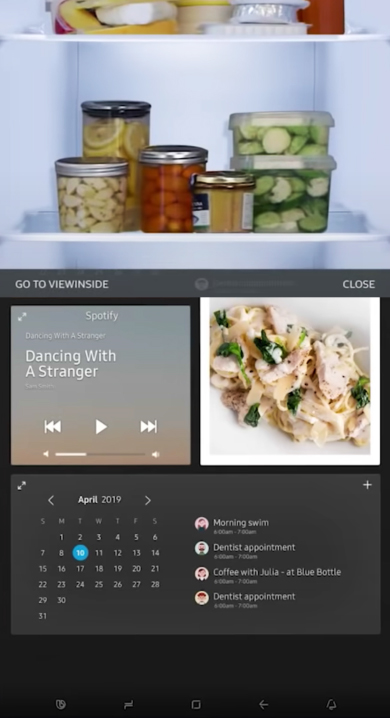 GO TO VIEWINSIDE
CLOSE
Spotify
Dancing With A Stranger
Dancing With
A Stranger
April 2019
S M T W T F S
1 2 3 4 5 6
7 8 10 11 12 13 14
15 16 17 18 19 20 21
22 23 24 25 26 27 28
29 30
31
Morning swim
6:00am - 7:00am
Dentist appointment
6:00am - 7:00am
Coffee with Julia - at Blue Bottle
6:00am - 7:00am
Dentist appointment
6:00am - 7:00am